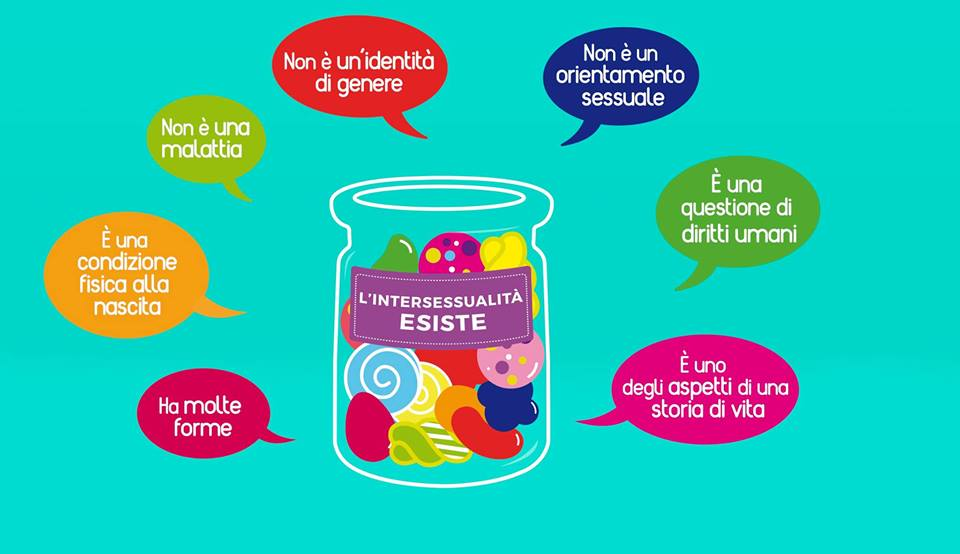 Non è un'identità
di genere
Non è un
orientamento
sessuale
Non è una
malattia
È una
questione di
diritti umani
È una
condizione
fisica alla
nascita
L'INTERSESSUALITÀ
ESISTE
È uno
degli aspetti di una
storia di vita
Ha molte
forme